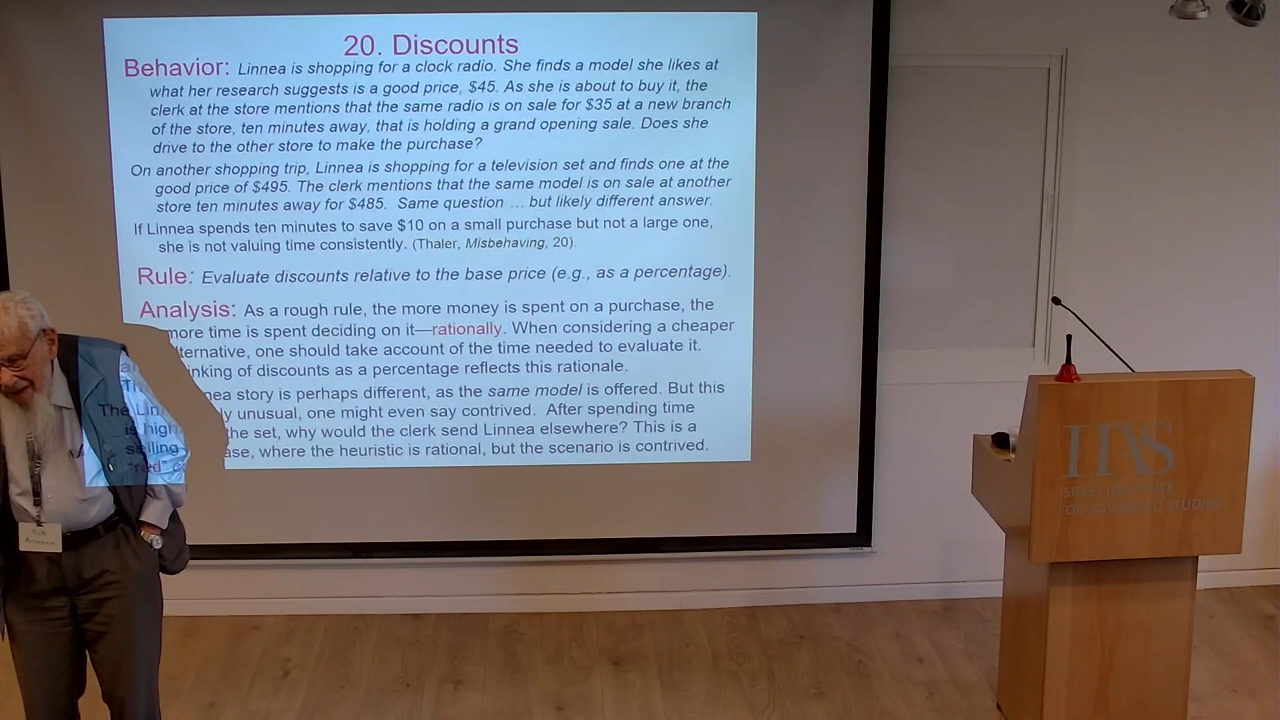 20. Discounts
Behavior: Linnea is shopping for a clock radio. She finds a model she likes at
what her research suggests is a good price, $45. As she is about to buy it, the
clerk at the store mentions that the same radio is on sale for $35 at a new branch
of the store, ten minutes away, that is holding a grand opening sale. Does she
drive to the other store to make the purchase?
On another shopping trip, Linnea is shopping for a television set and finds one at the
good price of $495. The clerk mentions that the same model is on sale at another
store ten minutes away for $485. Same question ... but likely different answer.
If Linnea spends ten minutes to save $10 on a small purchase but not a large one,
she is not valuing time consistently. (Thaler, Misbehaving, 20).
Rule: Evaluate discounts relative to the base price (e.g., as a percentage).
Analysis: As a rough rule, the more money is spent on a purchase, the
more time is spent deciding on it—rationally. When considering a cheaper
lternative, one should take account of the time needed to evaluate it.
inking of discounts as a percentage reflects this rationale.
The Lin nea story is perhaps different, as the same model is offered. But this
is high ly unusual, one might even say contrived. After spending time
selling he set, why would the clerk send Linnea elsewhere? This is a
"red" c ase, where the heuristic is rational, but the scenario is contrived.
IIAS
ISRAEL INSTITUTE
FOR ADVANCED STUDIES